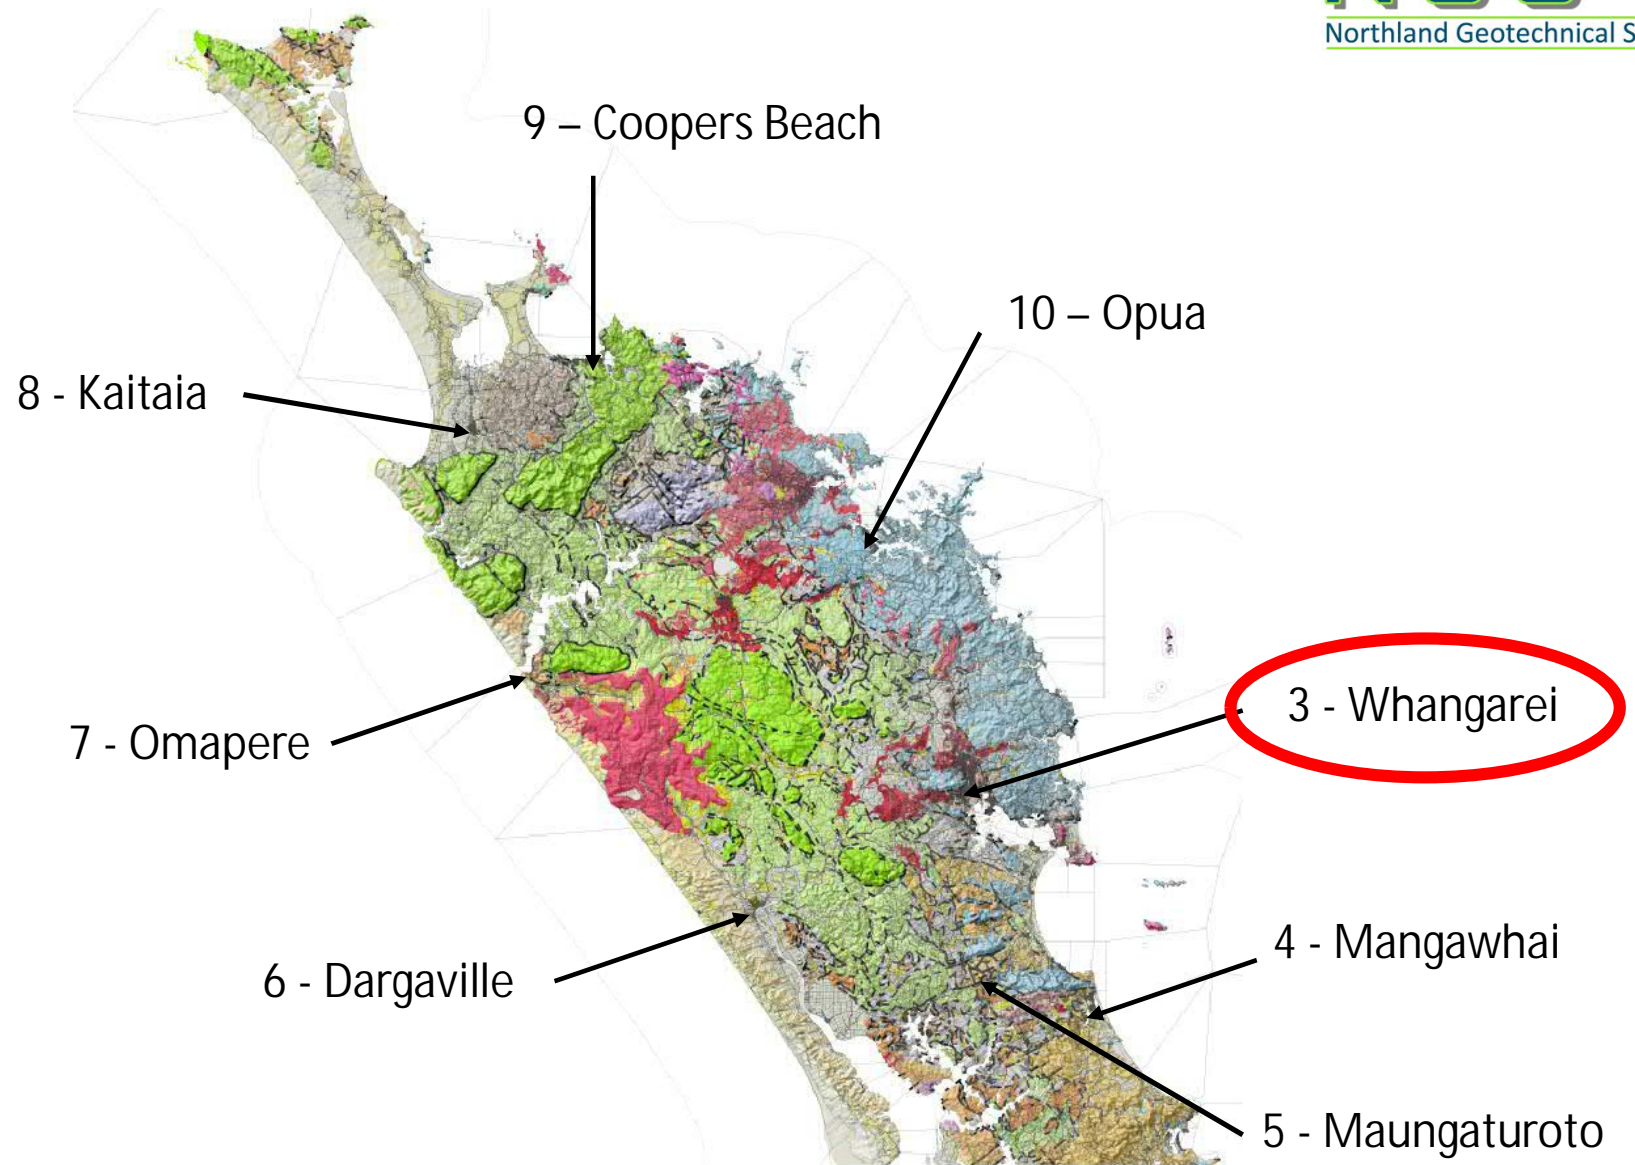 Northland Geotechnical S
9 – Coopers Beach
10 – Opua
8 - Kaitaia
3 - Whangarei
7 - Omapere
4 - Mangawhai
6 - Dargaville
5 - Maungaturoto